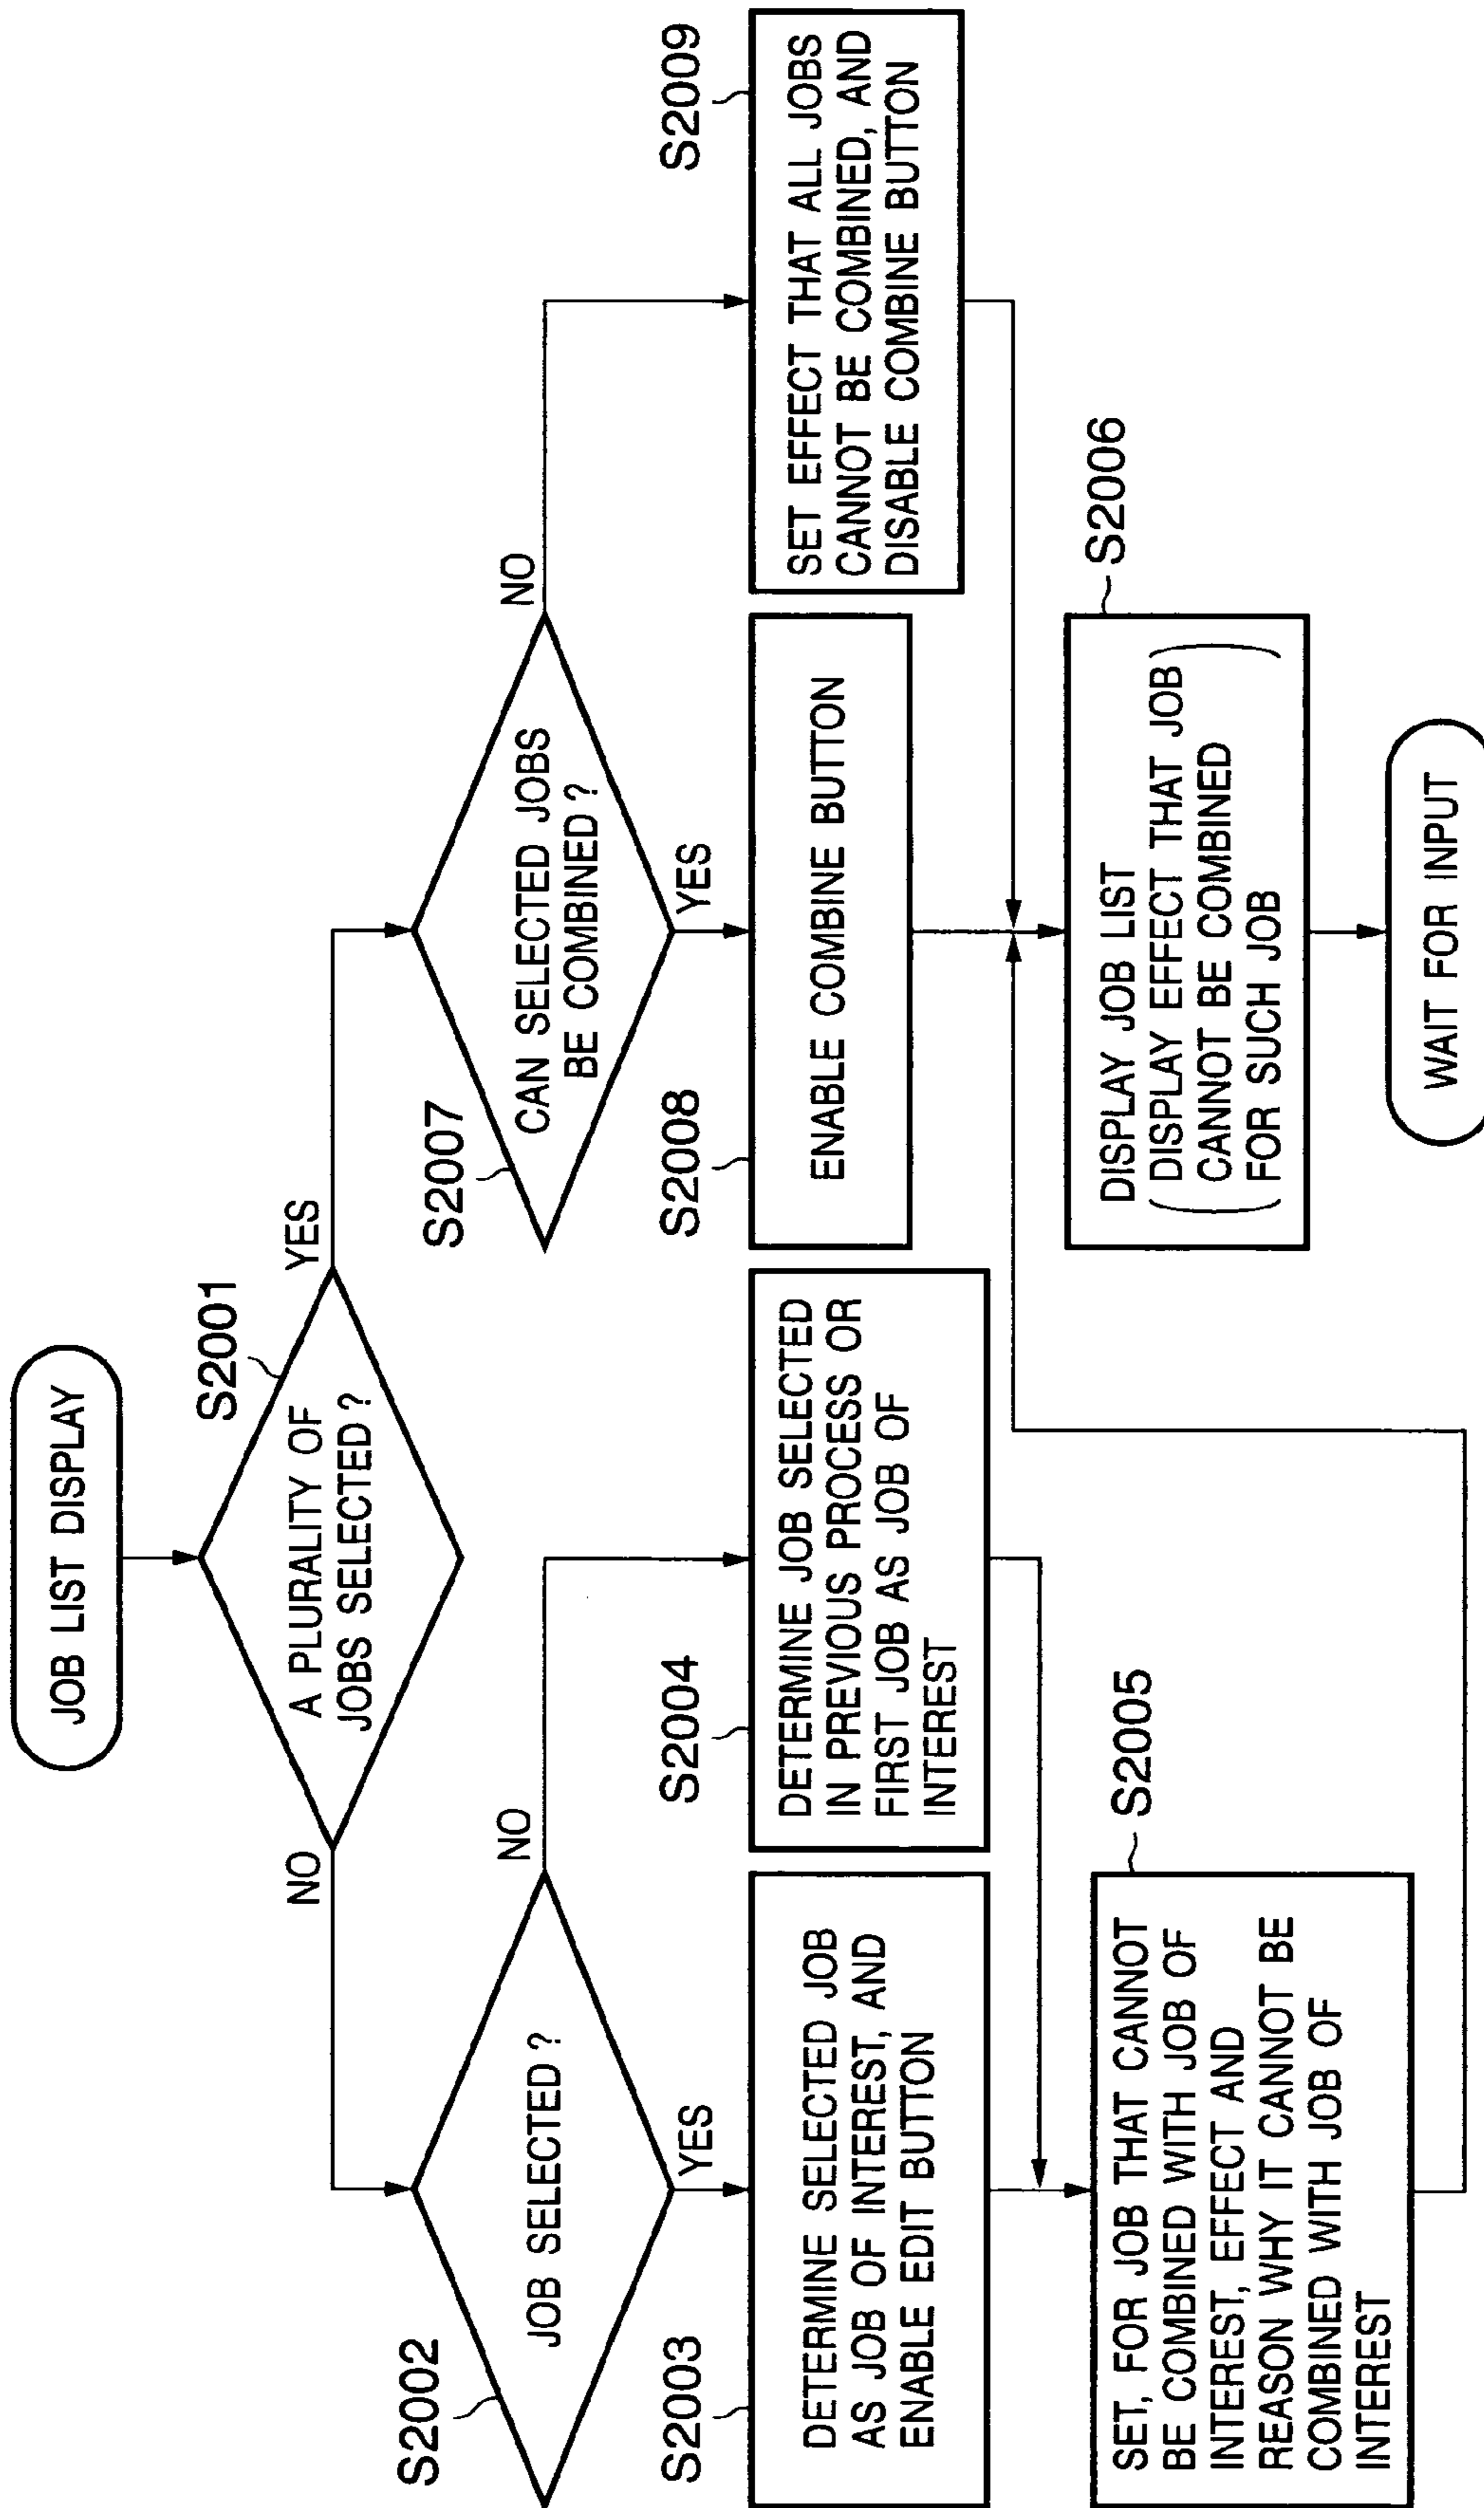 JOB LIST DISPLAY
S2001
A PLURALITY OF
JOBS SELECTED?
NO
YES
S2002
JOB SELECTED?
NO
YES
S2003
DETERMINE SELECTED JOB
AS JOB OF INTEREST, AND
ENABLE EDIT BUTTON
S2004
DETERMINE JOB SELECTED
IN PREVIOUS PROCESS OR
FIRST JOB AS JOB OF
INTEREST
S2005
SET, FOR JOB THAT CANNOT
BE COMBINED WITH JOB OF
INTEREST, EFFECT AND
REASON WHY IT CANNOT BE
COMBINED WITH JOB OF
INTEREST
S2007
CAN SELECTED JOBS
BE COMBINED?
NO
YES
S2008
ENABLE COMBINE BUTTON
S2009
SET EFFECT THAT ALL JOBS
CANNOT BE COMBINED, AND
DISABLE COMBINE BUTTON
S2006
DISPLAY JOB LIST
(DISPLAY EFFECT THAT JOB
CANNOT BE COMBINED
FOR SUCH JOB)
WAIT FOR INPUT